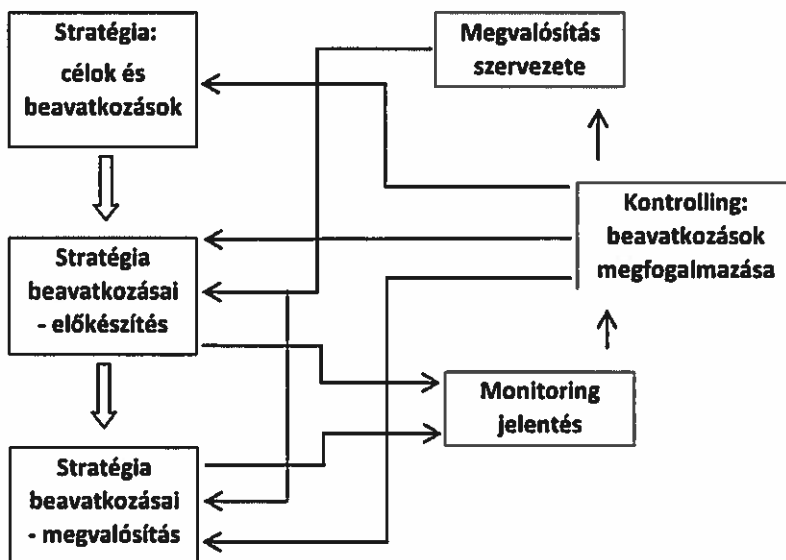 Stratégia:
célok és
beavatkozások
Megvalósítás
szervezete
Kontrolling:
beavatkozások
megfogalmazása
Stratégia
beavatkozásai
- előkészítés
Monitoring
jelentés
Stratégia
beavatkozásai
- megvalósítás